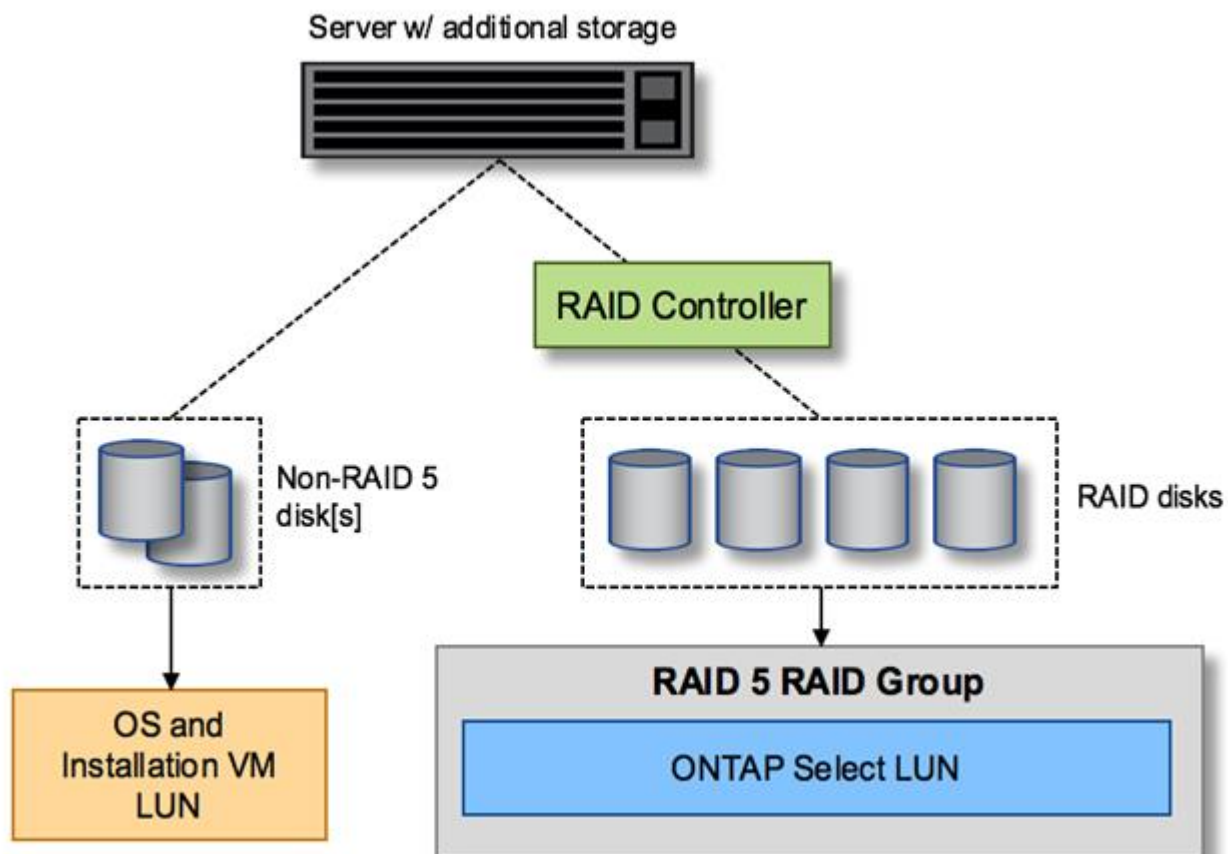 Server w/ additional storage
RAID Controller
Non-RAID 5
disk[s]
RAID disks
OS and
Installation VM
LUN
RAID 5 RAID Group
ONTAP Select LUN